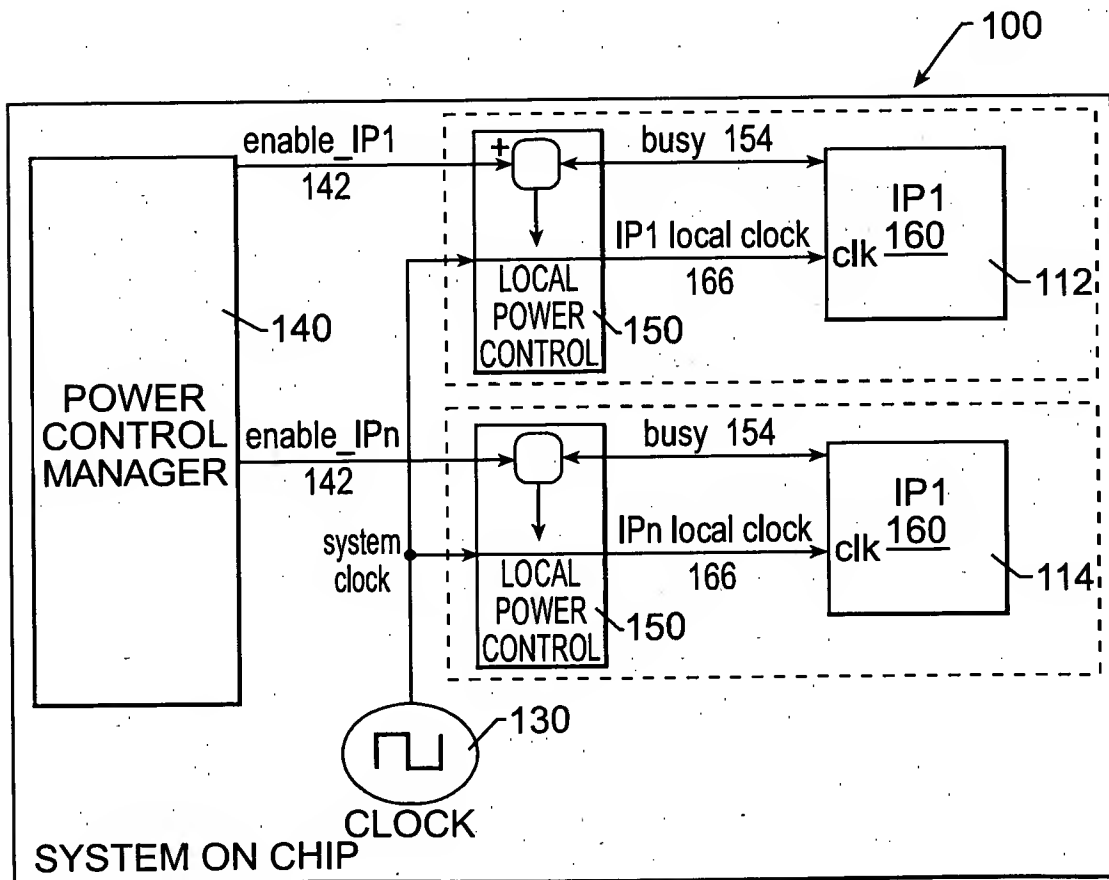 100
enable_IP1
142
+
busy 154
IP1
clk 160
IP1 local clock
166
112
LOCAL
POWER
CONTROL
150
140
POWER
CONTROL
MANAGER
enable_IPn
142
busy 154
IP1
clk 160
IPn local clock
166
114
system
clock
LOCAL
POWER
CONTROL
150
130
CLOCK
SYSTEM ON CHIP